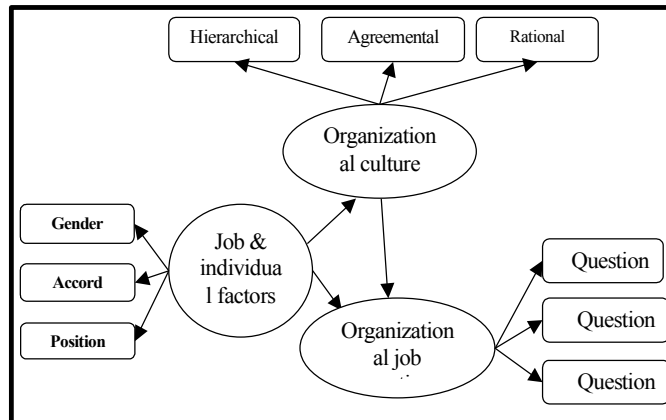 Hierarchical
Agreemental
Rational
Organization
al culture
Gender
Accord
Position
Job &
individua
l factors
Organization
al job
Question
Question
Question